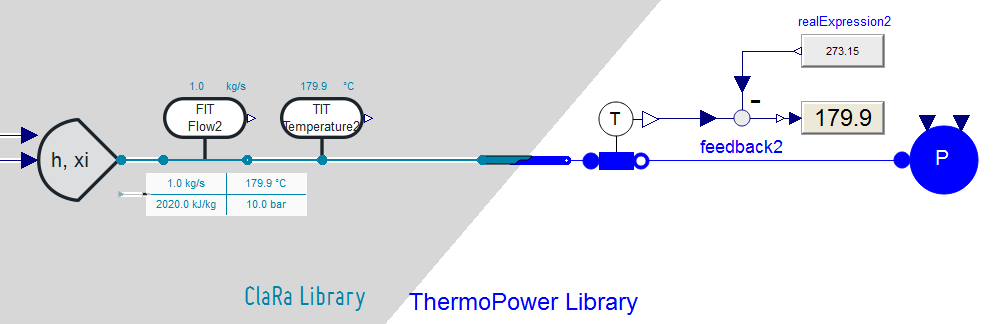 realExpression2
273.15
1.0 kg/s
179.9 °C
FIT
Flow2
TIT
Temperature2
T
179.9
feedback2
h, xi
P
1.0 kg/s
179.9 °C
2020.0 kJ/kg
10.0 bar
ClaRa Library
ThermoPower Library